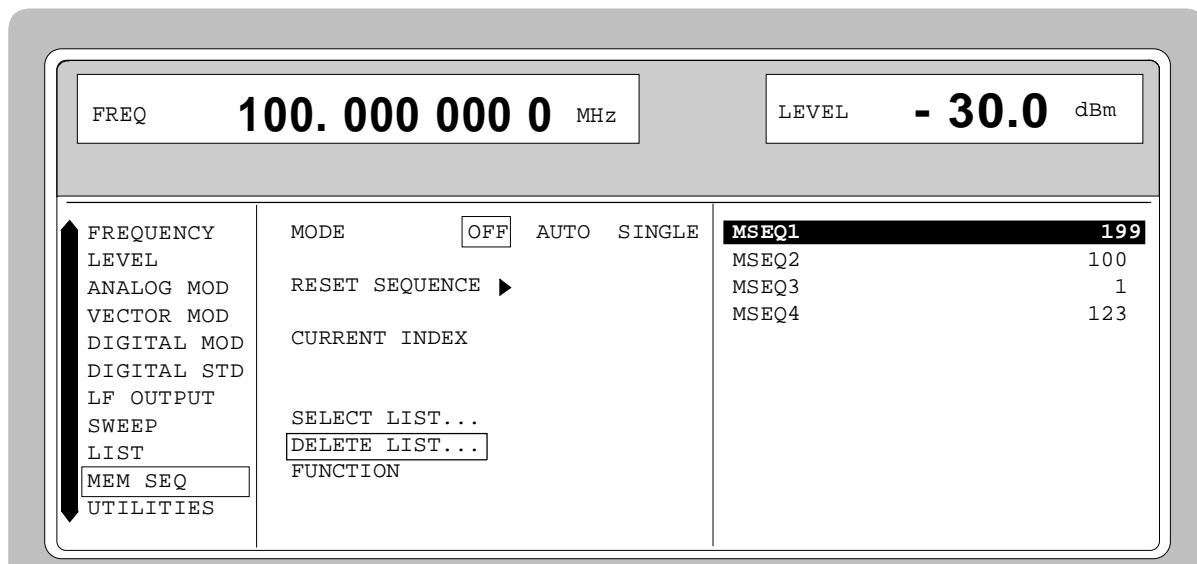 FREQ 100. 000 000 0 MHz
LEVEL - 30.0 dBm
FREQUENCY
LEVEL
ANALOG MOD
VECTOR MOD
DIGITAL MOD
DIGITAL STD
LF OUTPUT
SWEEP
LIST
MEM SEQ
UTILITIES
MODE OFF AUTO SINGLE
RESET SEQUENCE
CURRENT INDEX
SELECT LIST...
DELETE LIST...
FUNCTION
MSEQ1 199
MSEQ2 100
MSEQ3 1
MSEQ4 123